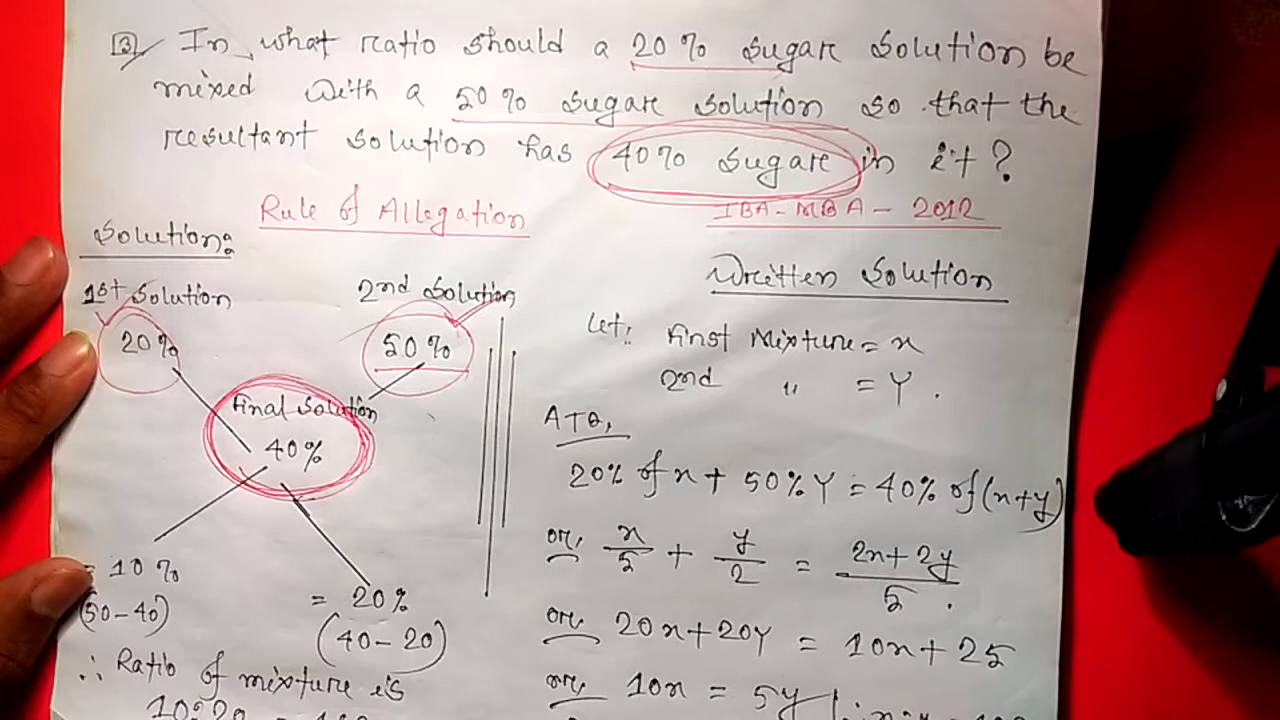 3 In what ratio should a 20% sugar solution be
mixed with a 50% sugar solution so that the
resultant solution has 40% sugar in it?
Rule of Allegation
IBA-MBA-2012
Solution:
1st Solution
2nd Solution
20%
50%
Final Solution
40%
= 10%
(50-40)
= 20%
(40-20)
∴ Ratio of mixture is
10:20
Written Solution
Let, First Mixture = x
2nd " = Y.
ATQ,
20% of x + 50% Y = 40% of (x+y)
or, x/5 + y/2 = 2x+2y/5.
or, 20x+20Y = 10x+25
or, 10x = 5y